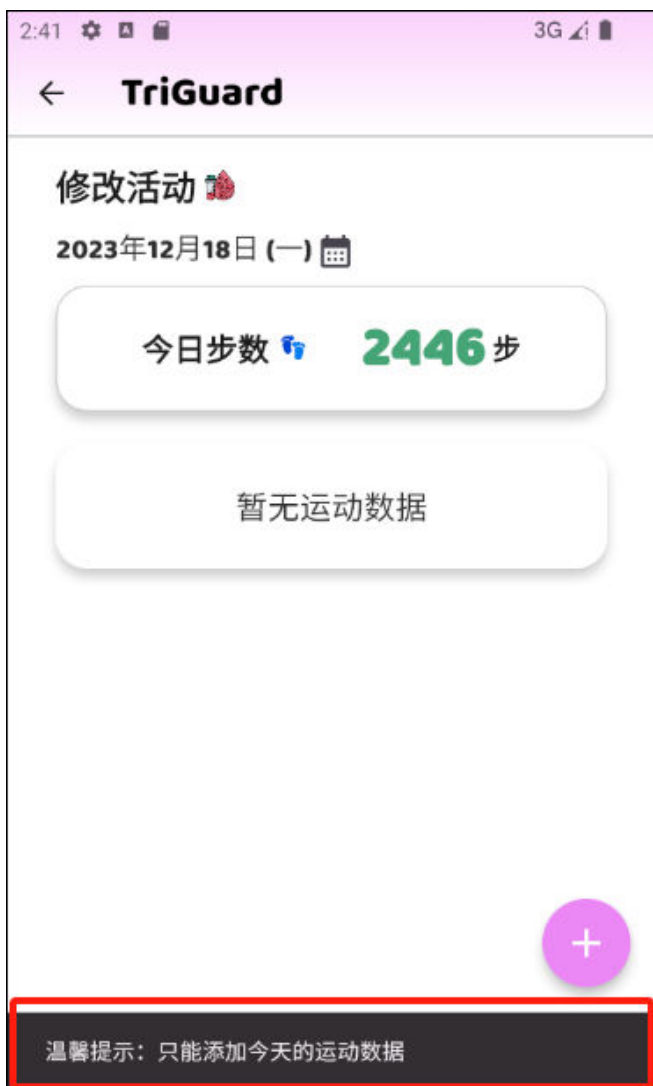 2:41 3G
TriGuard
修改活动
2023年12月18日 (一)
今日步数 2446 步
暂无运动数据
温馨提示：只能添加今天的运动数据